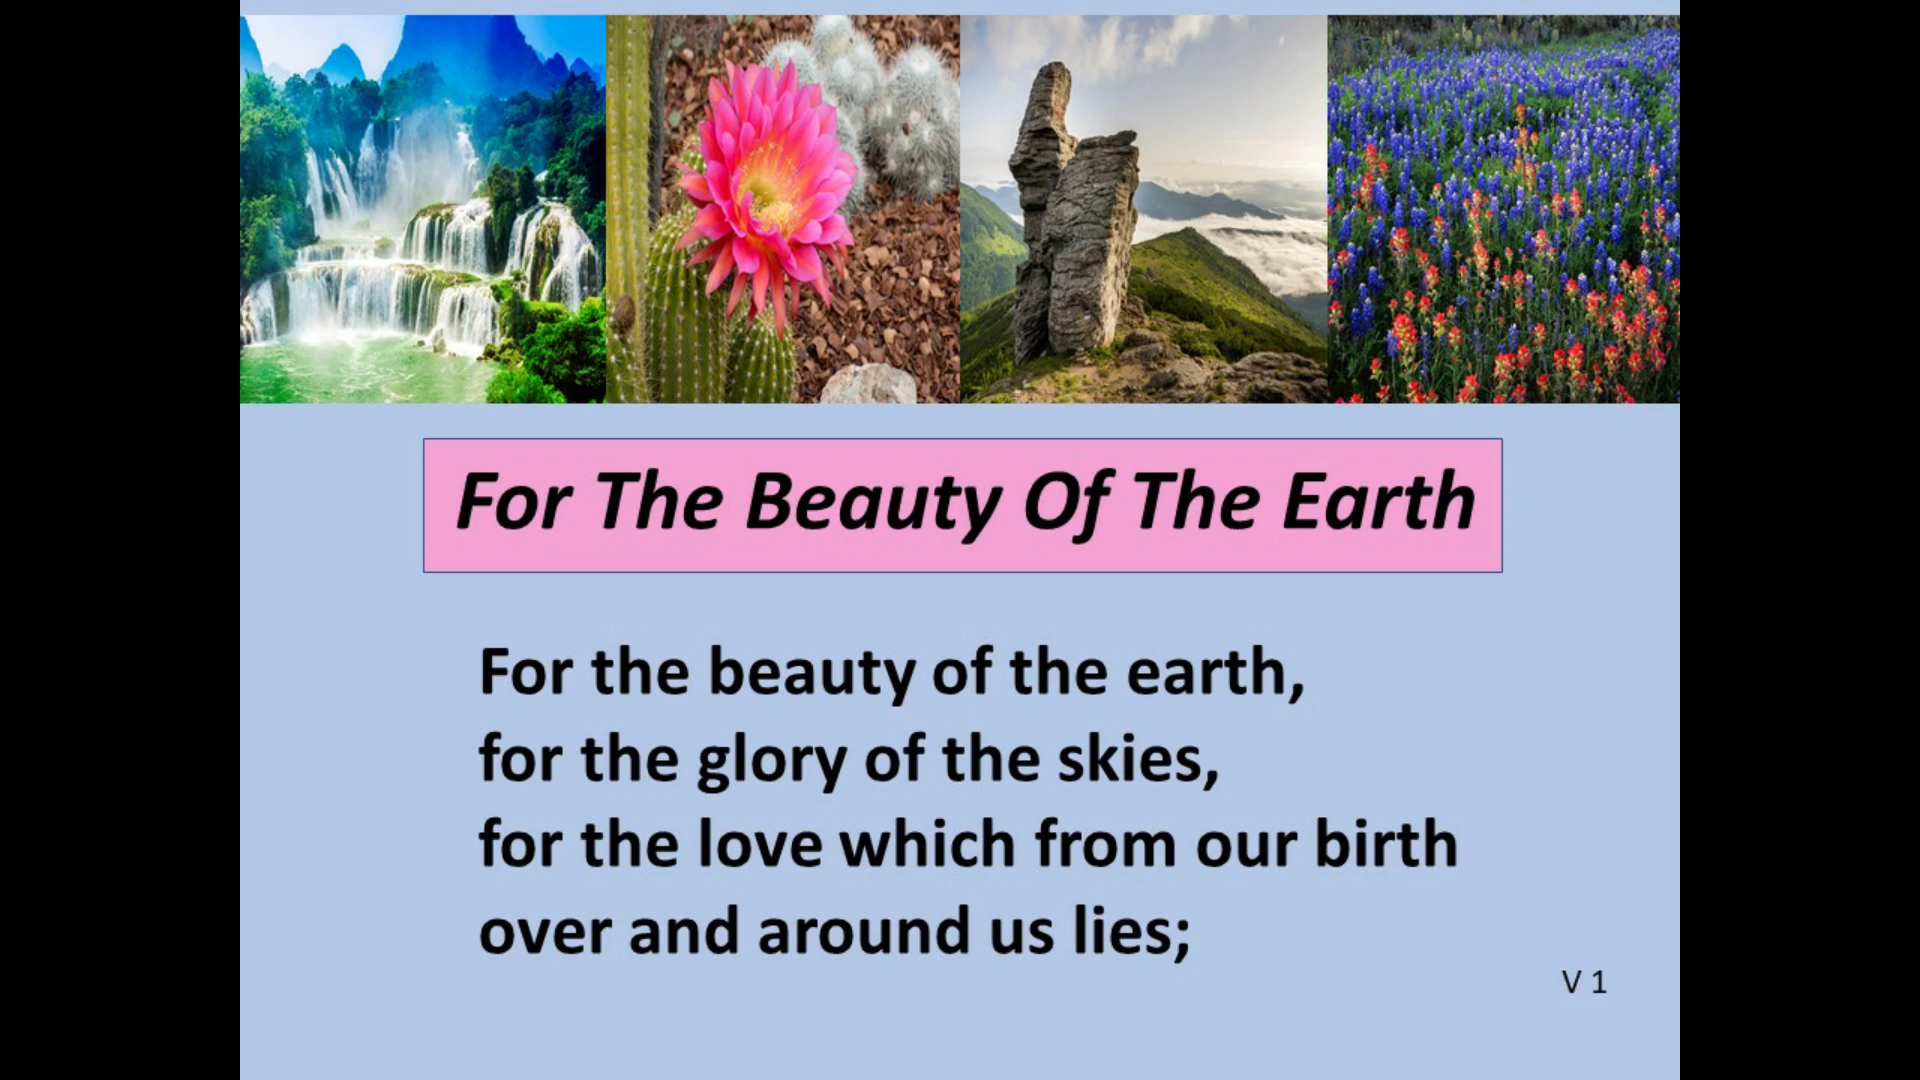 For The Beauty Of The Earth
For the beauty of the earth,
for the glory of the skies,
for the love which from our birth
over and around us lies;
V 1